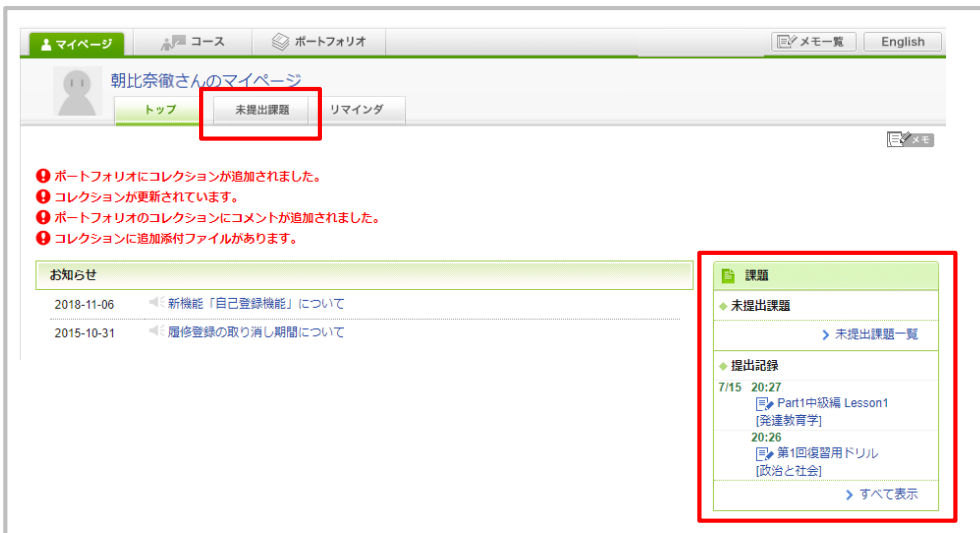 マイページ コース ポートフォリオ メモ一覧 English
朝比奈徹さんのマイページ
トップ 未提出課題 リマインダ
メモ
ポートフォリオにコレクションが追加されました。
コレクションが更新されています。
ポートフォリオのコレクションにコメントが追加されました。
コレクションに追加添付ファイルがあります。
お知らせ
2018-11-06 新機能「自己登録機能」について
2015-10-31 履修登録の取り消し期間について
課題
未提出課題
未提出課題一覧
提出記録
7/15 20:27
Part1中級編 Lesson1
[発達教育学]
20:26
第1回復習用ドリル
[政治と社会]
すべて表示